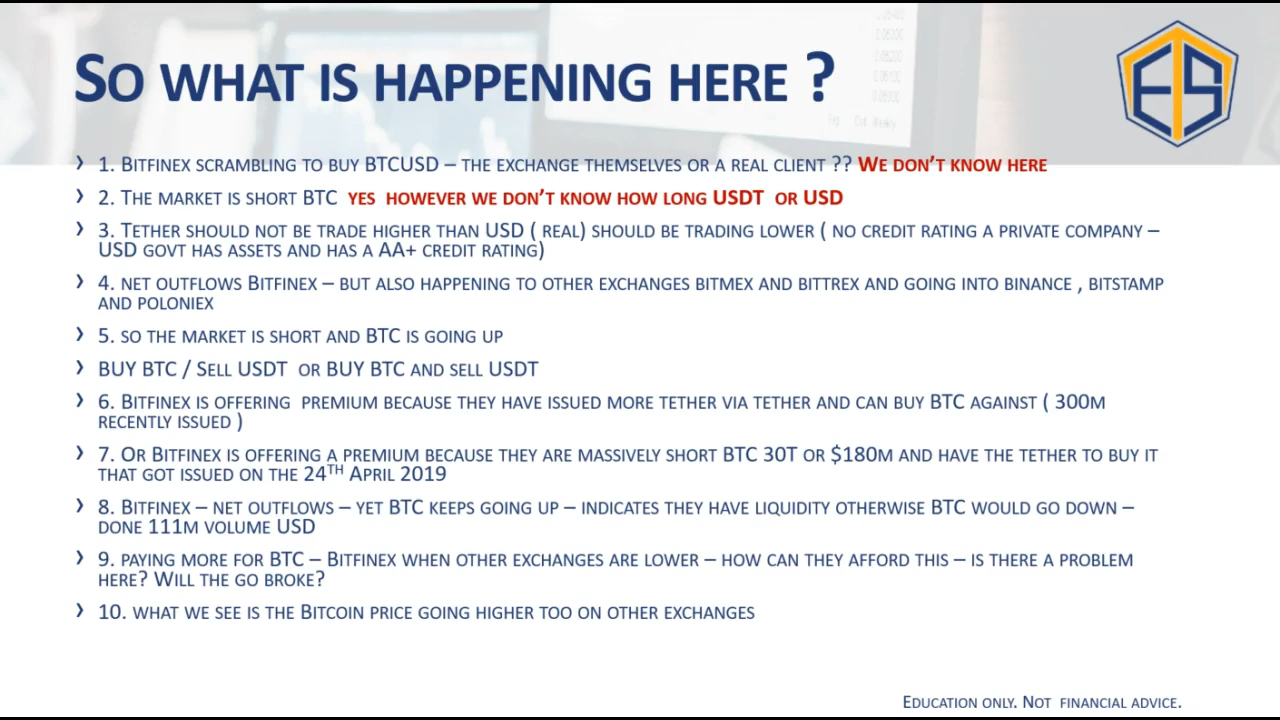 So what is happening here ?
› 1. Bitfinex scrambling to buy BTCUSD – the exchange themselves or a real client ?? We don't know here
› 2. The market is short BTC yes however we don't know how long USDT or USD
› 3. Tether should not be trade higher than USD ( real) should be trading lower ( no credit rating a private company –
USD govt has assets and has a AA+ credit rating)
› 4. net outflows Bitfinex – but also happening to other exchanges bitmex and bittrex and going into binance , bitstamp
and poloniex
› 5. so the market is short and BTC is going up
› buy BTC / Sell USDT or buy BTC and sell USDT
› 6. Bitfinex is offering premium because they have issued more tether via tether and can buy BTC against ( 300m
recently issued )
› 7. Or Bitfinex is offering a premium because they are massively short BTC 30T or $180m and have the tether to buy it
that got issued on the 24th April 2019
› 8. Bitfinex – net outflows – yet BTC keeps going up – indicates they have liquidity otherwise BTC would go down –
done 111m volume USD
› 9. paying more for BTC – Bitfinex when other exchanges are lower – how can they afford this – is there a problem
here? Will the go broke?
› 10. what we see is the Bitcoin price going higher too on other exchanges
Education only. Not financial advice.